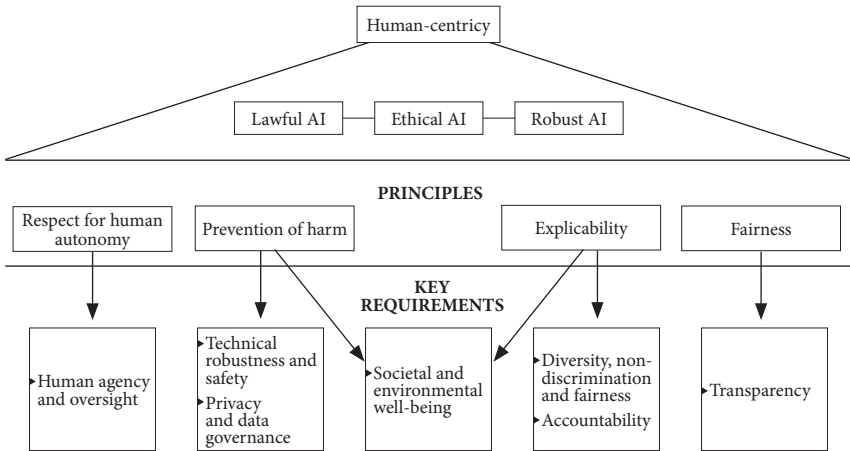 Human-centricy
Lawful AI
Ethical AI
Robust AI
PRINCIPLES
Respect for human
autonomy
Prevention of harm
Explicability
Fairness
KEY
REQUIREMENTS
Human agency
and oversight
Technical
robustness and
safety
Privacy
and data
governance
Societal and
environmental
well-being
Diversity, non-
discrimination
and fairness
Accountability
Transparency